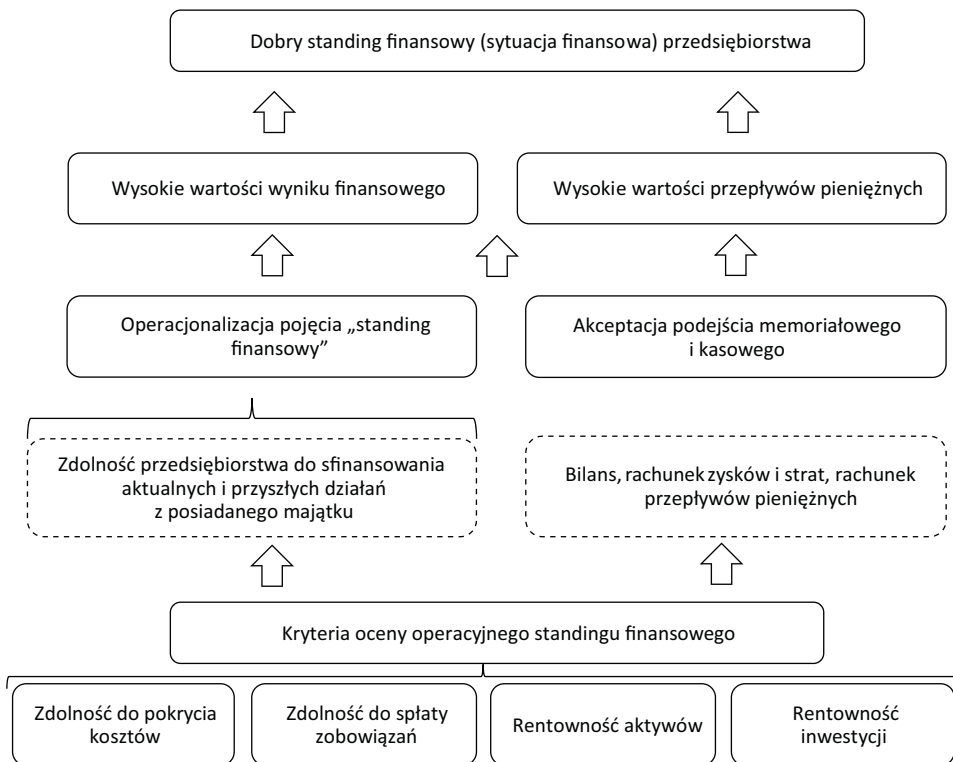 Dobry standing finansowy (sytuacja finansowa) przedsiębiorstwa
Wysokie wartości wyniku finansowego
Wysokie wartości przepływów pieniężnych
Operacjonalizacja pojęcia „standing
finansowy”
Akceptacja podejścia memoriałowego
i kasowego
Zdolność przedsiębiorstwa do sfinansowania
aktualnych i przyszłych działań
z posiadanego majątku
Bilans, rachunek zysków i strat, rachunek
przepływów pieniężnych
Kryteria oceny operacyjnego standingu finansowego
Zdolność do pokrycia
kosztów
Zdolność do spłaty
zobowiązań
Rentowność aktywów
Rentowność
inwestycji